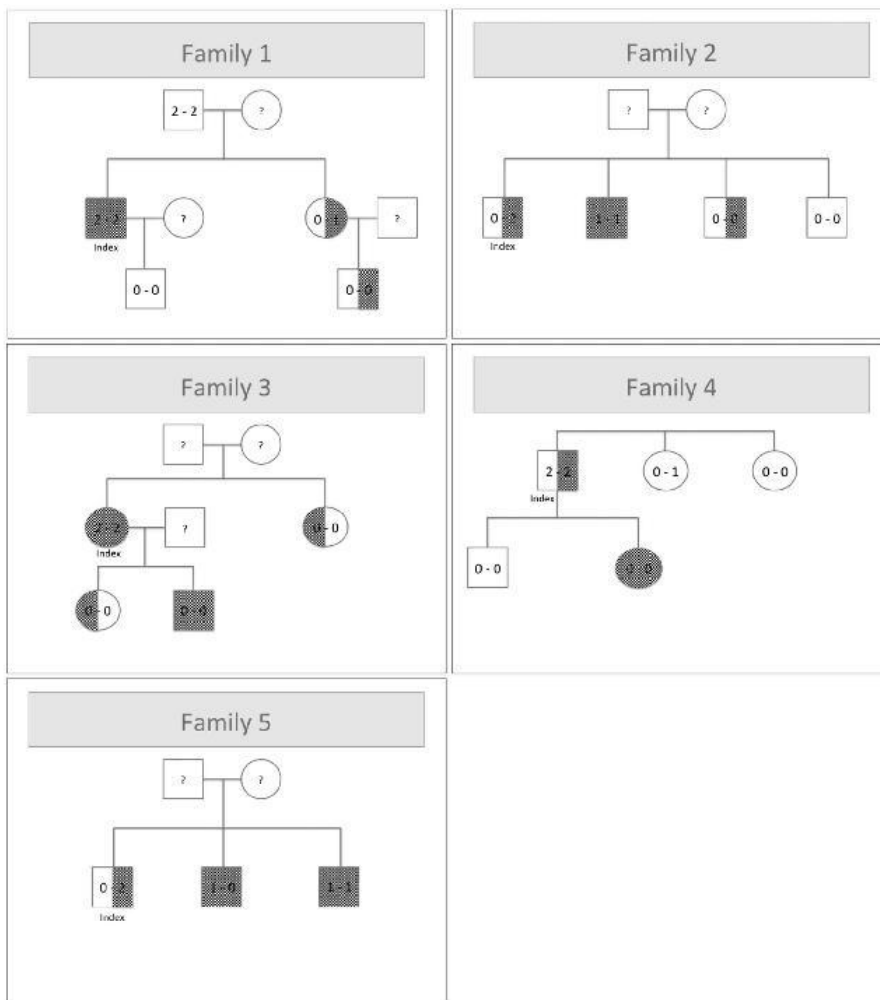 Family 1
2 - 2 ?
2 - 2 ? 0 - 1 ?
Index
0 - 0 0 - 0
Family 2
? ?
0 - 2 1 - 1 0 - 0 0 - 0
Index
Family 3
? ?
2 - 2 ? 0 - 0
Index
0 - 0 0 - 0
Family 4
2 - 2 0 - 1 0 - 0
Index
0 - 0 0 - 0
Family 5
? ?
0 - 2 1 - 0 1 - 1
Index